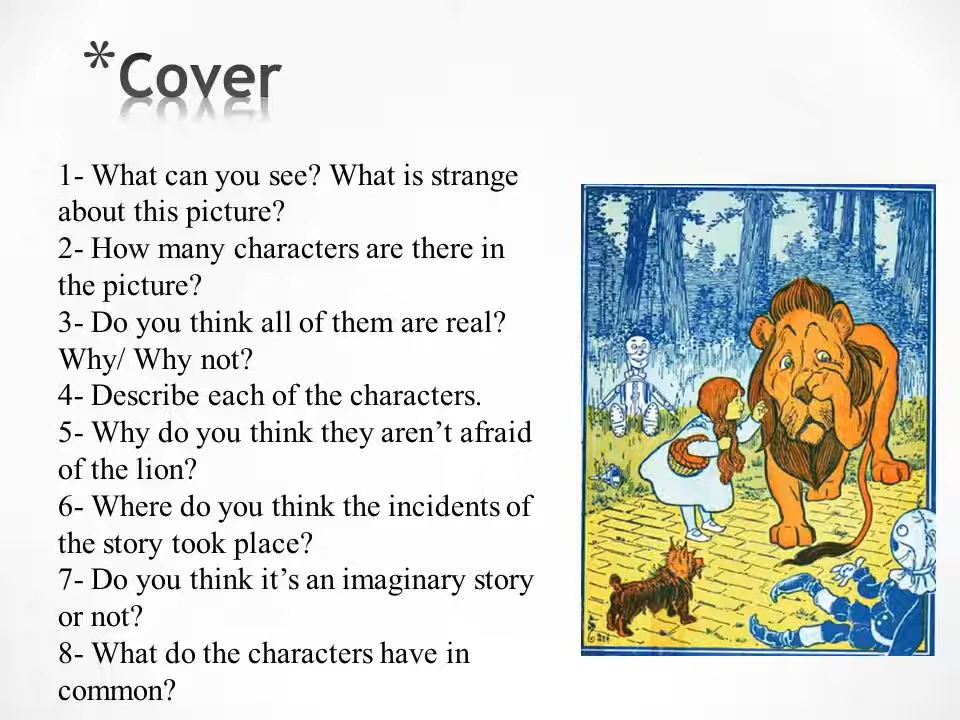 *Cover
1- What can you see? What is strange
about this picture?
2- How many characters are there in
the picture?
3- Do you think all of them are real?
Why/ Why not?
4- Describe each of the characters.
5- Why do you think they aren’t afraid
of the lion?
6- Where do you think the incidents of
the story took place?
7- Do you think it’s an imaginary story
or not?
8- What do the characters have in
common?